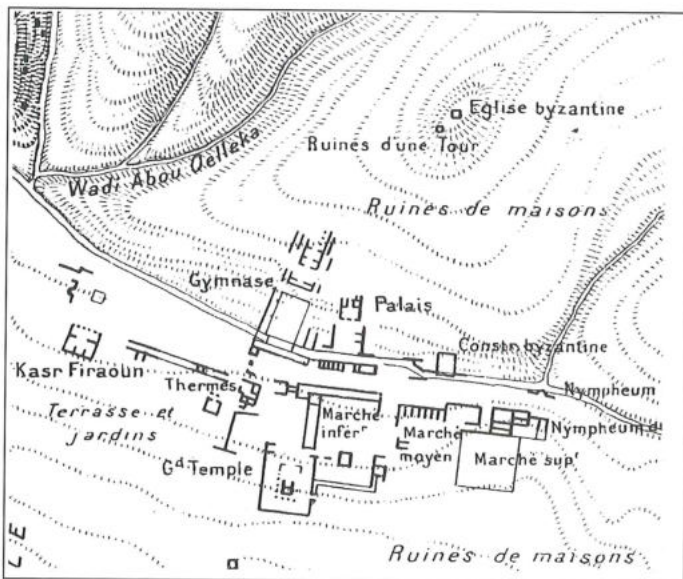 Eglise byzantine
Ruines d'une Tour
Wadi Abou Oelleka
Ruines de maisons
Gymnase
Palais
Constr. byzantine
Kasr Firaoun
Thermes
Nympheum
Terrasse et
jardins
Marché
inferʳ
Marché
moyen
Nympheum
Marché supʳ
Gᵈ Temple
Ruines de maisons